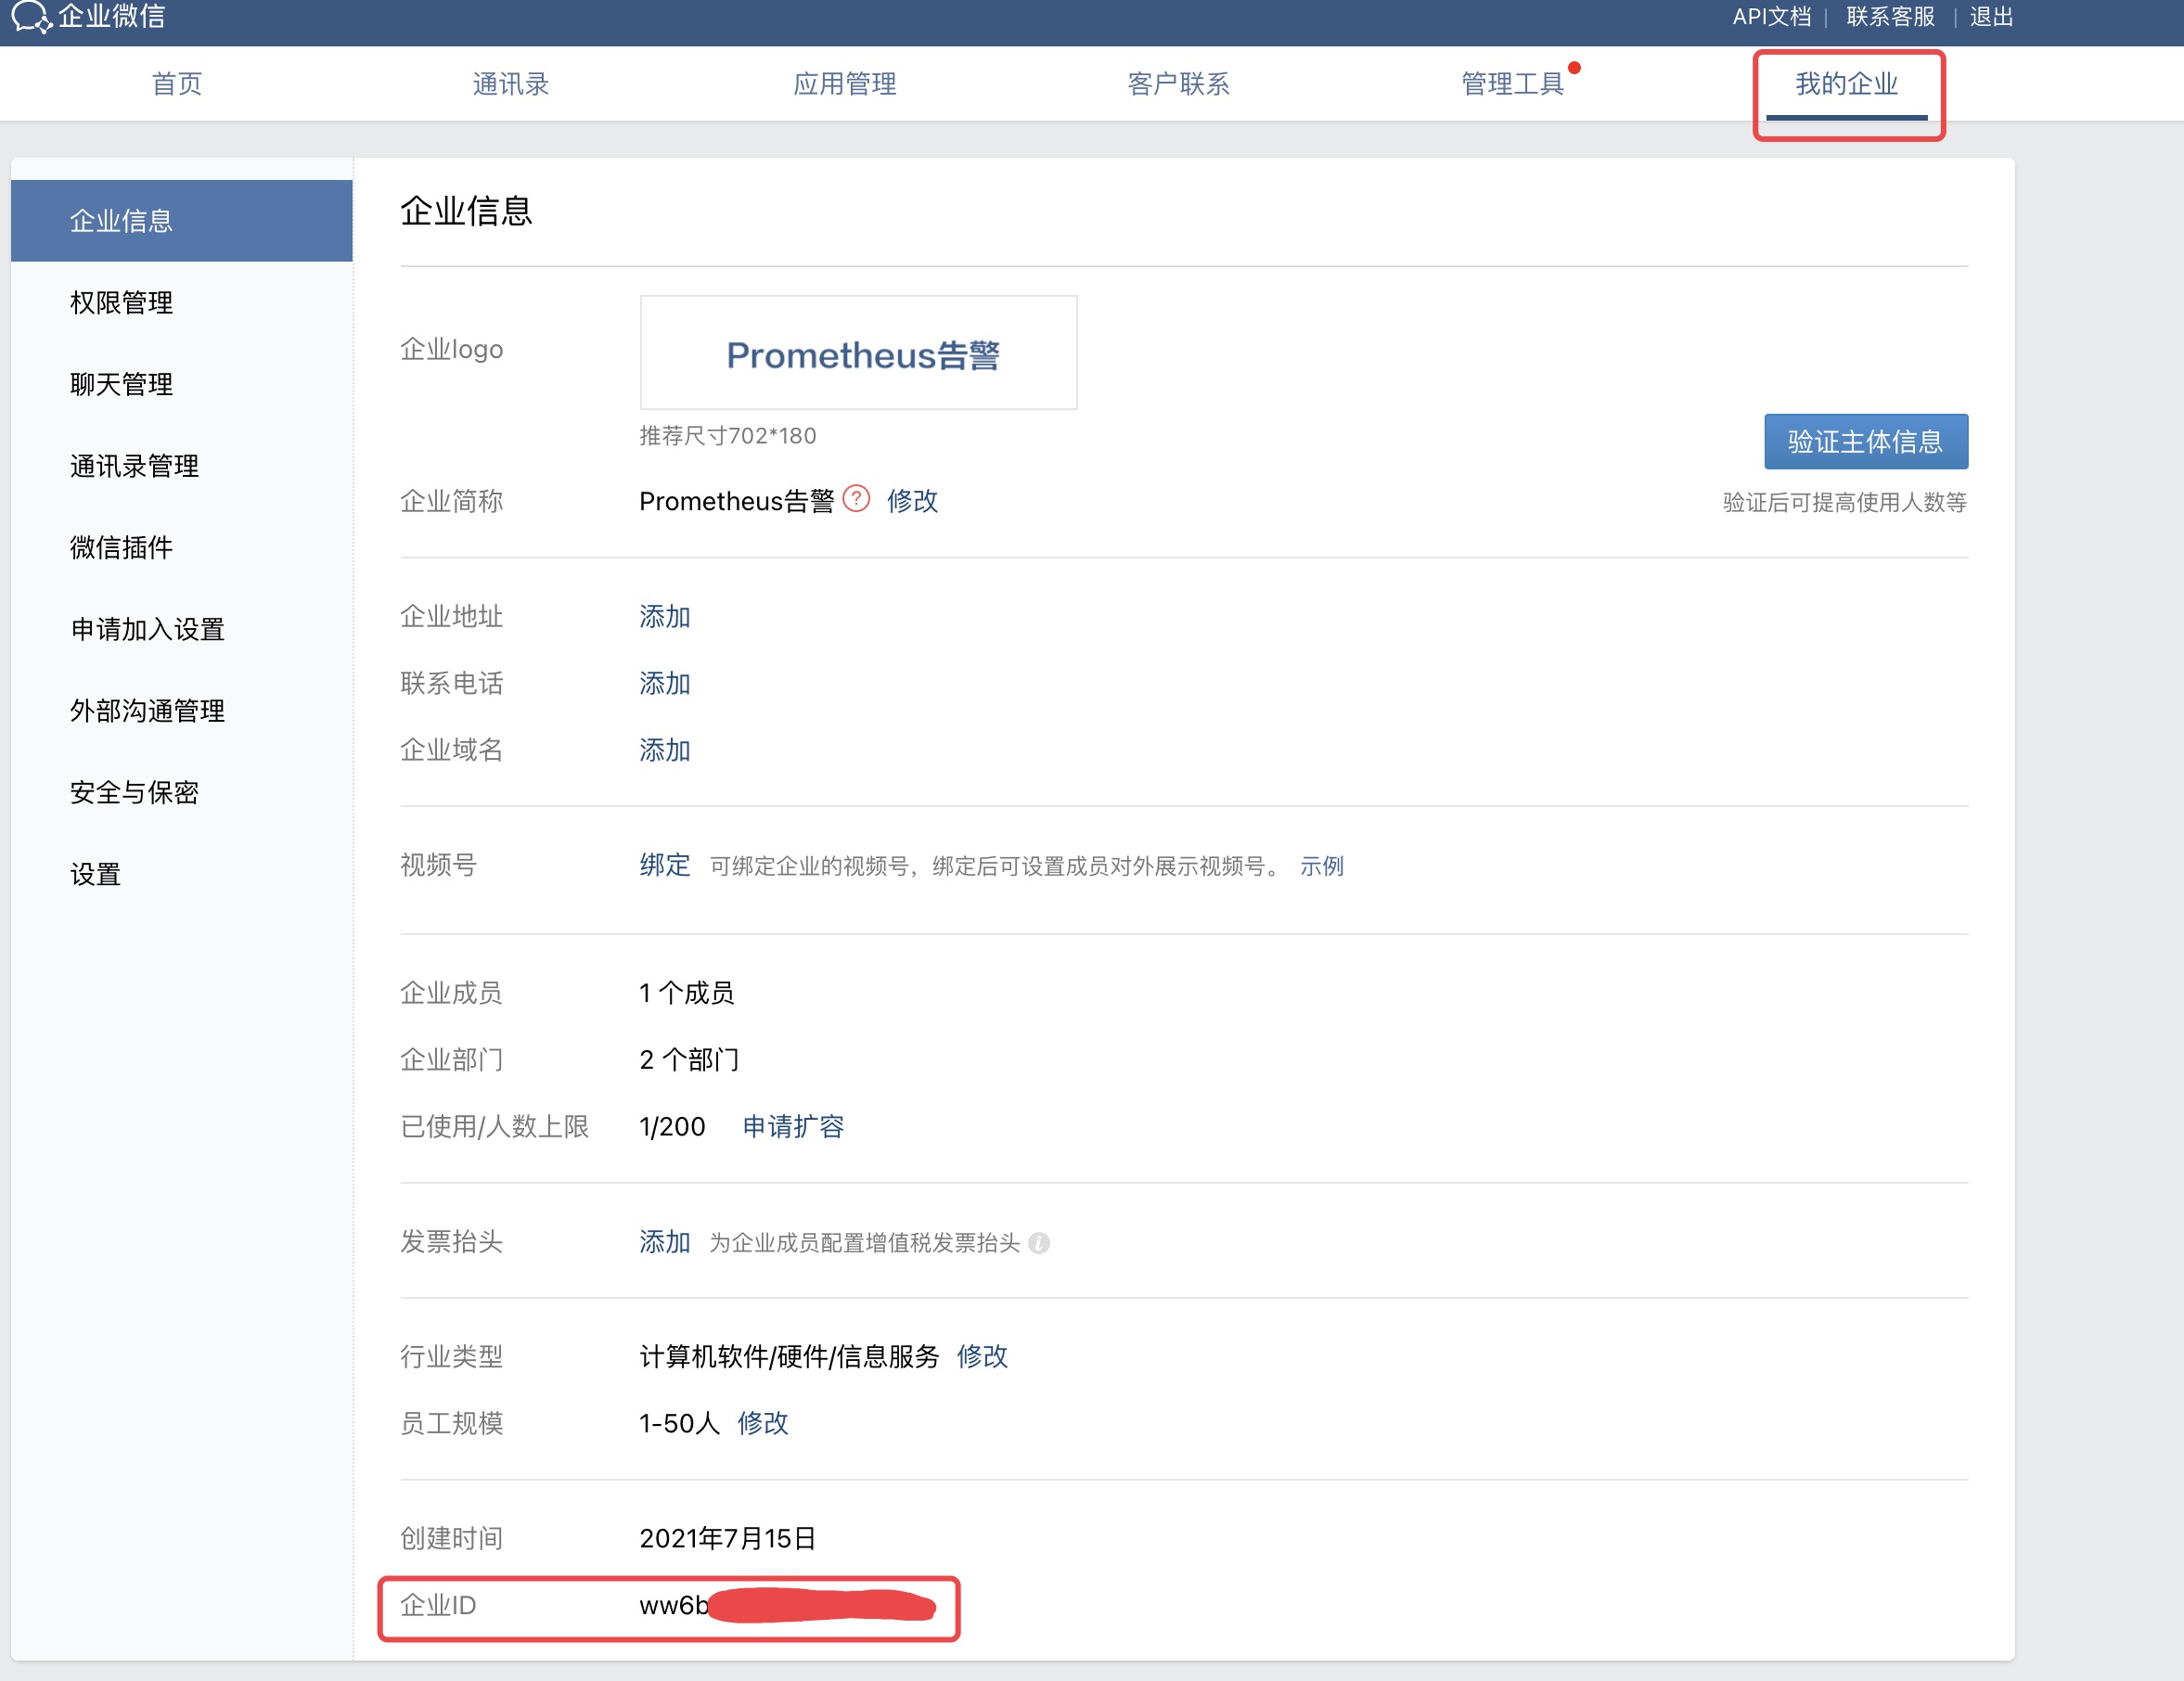 企业微信
API文档 | 联系客服 | 退出
首页 通讯录 应用管理 客户联系 管理工具 我的企业
企业信息
权限管理
聊天管理
通讯录管理
微信插件
申请加入设置
外部沟通管理
安全与保密
设置
企业信息
企业logo
Prometheus告警
推荐尺寸702*180
验证主体信息
企业简称 Prometheus告警 ? 修改
验证后可提高使用人数等
企业地址 添加
联系电话 添加
企业域名 添加
视频号 绑定 可绑定企业的视频号，绑定后可设置成员对外展示视频号。 示例
企业成员 1 个成员
企业部门 2 个部门
已使用/人数上限 1/200 申请扩容
发票抬头 添加 为企业成员配置增值税发票抬头 i
行业类型 计算机软件/硬件/信息服务 修改
员工规模 1-50人 修改
创建时间 2021年7月15日
企业ID ww6b